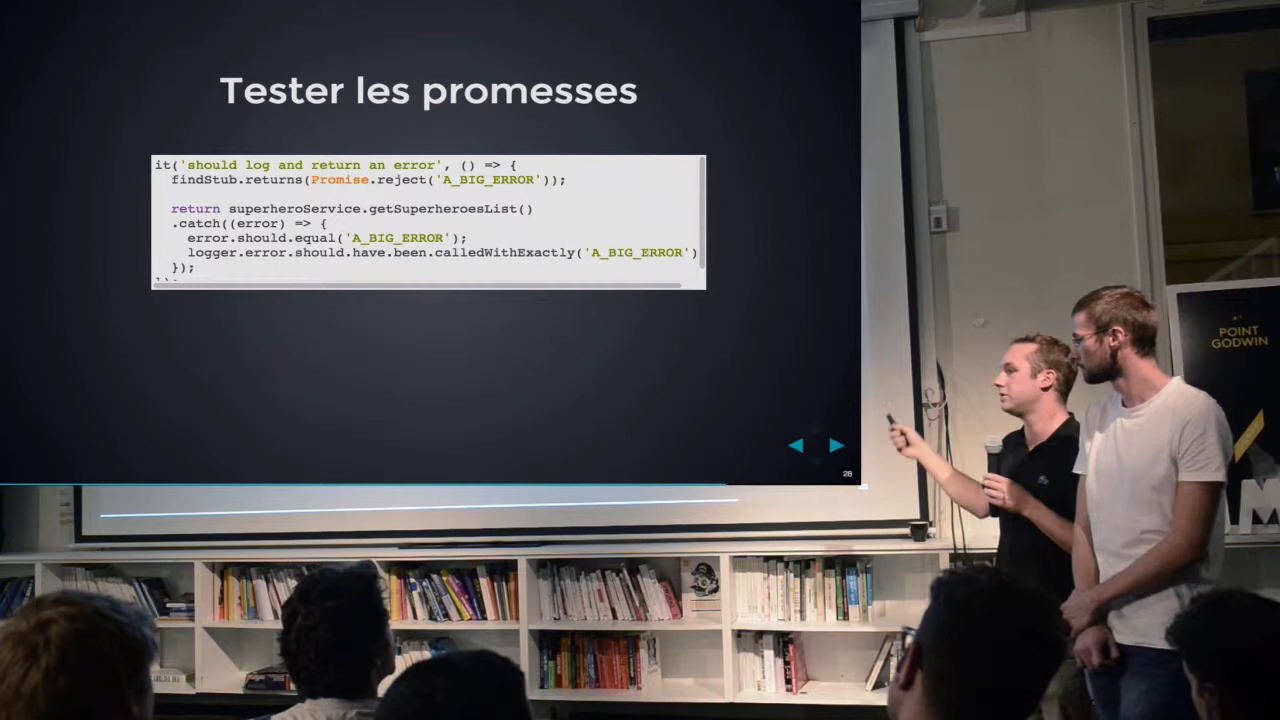 Tester les promesses
it('should log and return an error', () => {
  findStub.returns(Promise.reject('A_BIG_ERROR'));
  return superheroService.getSuperheroesList()
  .catch((error) => {
    error.should.equal('A_BIG_ERROR');
    logger.error.should.have.been.calledWithExactly('A_BIG_ERROR')
  });
28
POINT
GODWIN